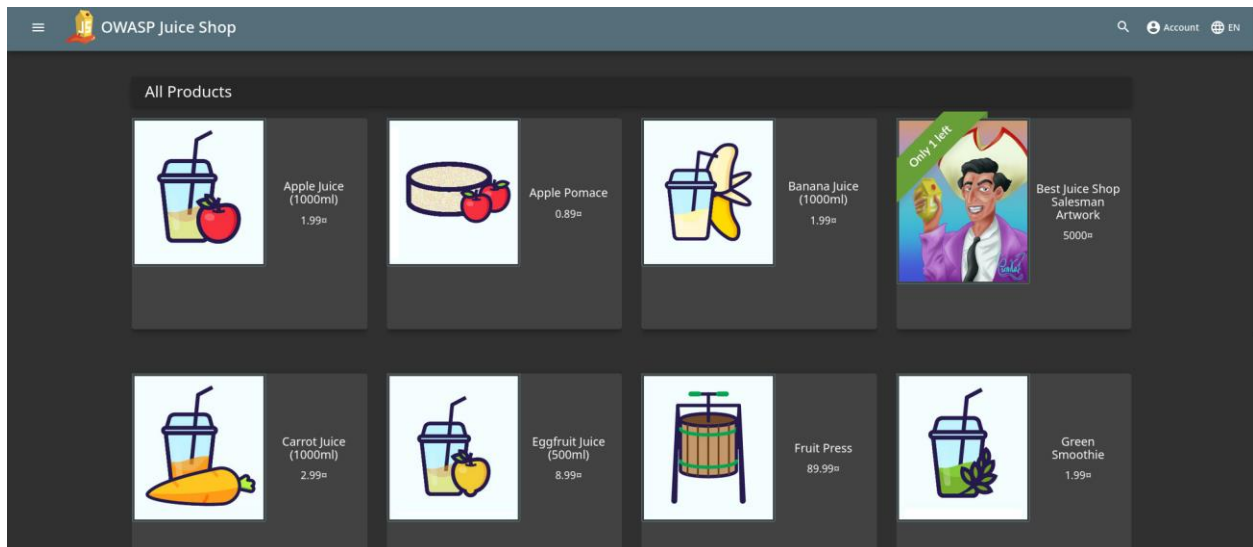 OWASP Juice Shop
Account
EN
All Products
Only 1 left
Apple Juice
(1000ml)
1.99¤
Apple Pomace
0.89¤
Banana Juice
(1000ml)
1.99¤
Best Juice Shop
Salesman
Artwork
5000¤
Carrot Juice
(1000ml)
2.99¤
Eggfruit Juice
(500ml)
8.99¤
Fruit Press
89.99¤
Green
Smoothie
1.99¤